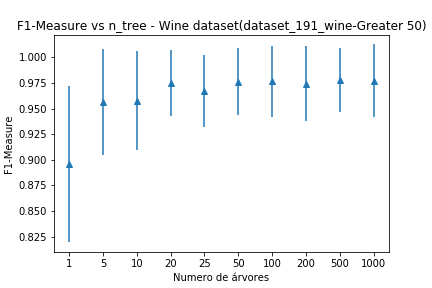 F1-Measure vs n_tree - Wine dataset(dataset_191_wine-Greater 50)
1.000
0.975
0.950
0.925
0.900
0.875
0.850
0.825
F1-Measure
1 5 10 20 25 50 100 200 500 1000
Numero de árvores